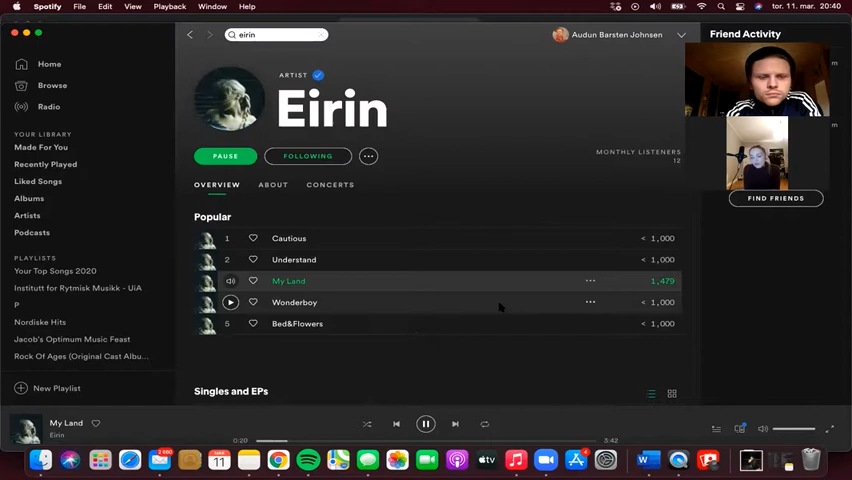 Spotify File Edit View Playback Window Help tor. 11. mar. 20:40
eirin
Audun Barsten Johnsen
Friend Activity
Home
Browse
Radio
YOUR LIBRARY
Made For You
Recently Played
Liked Songs
Albums
Artists
Podcasts
PLAYLISTS
Your Top Songs 2020
Institutt for Rytmisk Musikk - UiA
P
Nordiske Hits
Jacob's Optimum Music Feast
Rock Of Ages (Original Cast Albu...
New Playlist
ARTIST
Eirin
PAUSE
FOLLOWING
MONTHLY LISTENERS
12
OVERVIEW ABOUT CONCERTS
Popular
1 Cautious < 1,000
2 Understand < 1,000
My Land 1,479
Wonderboy < 1,000
5 Bed&Flowers < 1,000
Singles and EPs
FIND FRIENDS
My Land
Eirin
0:20
3:42